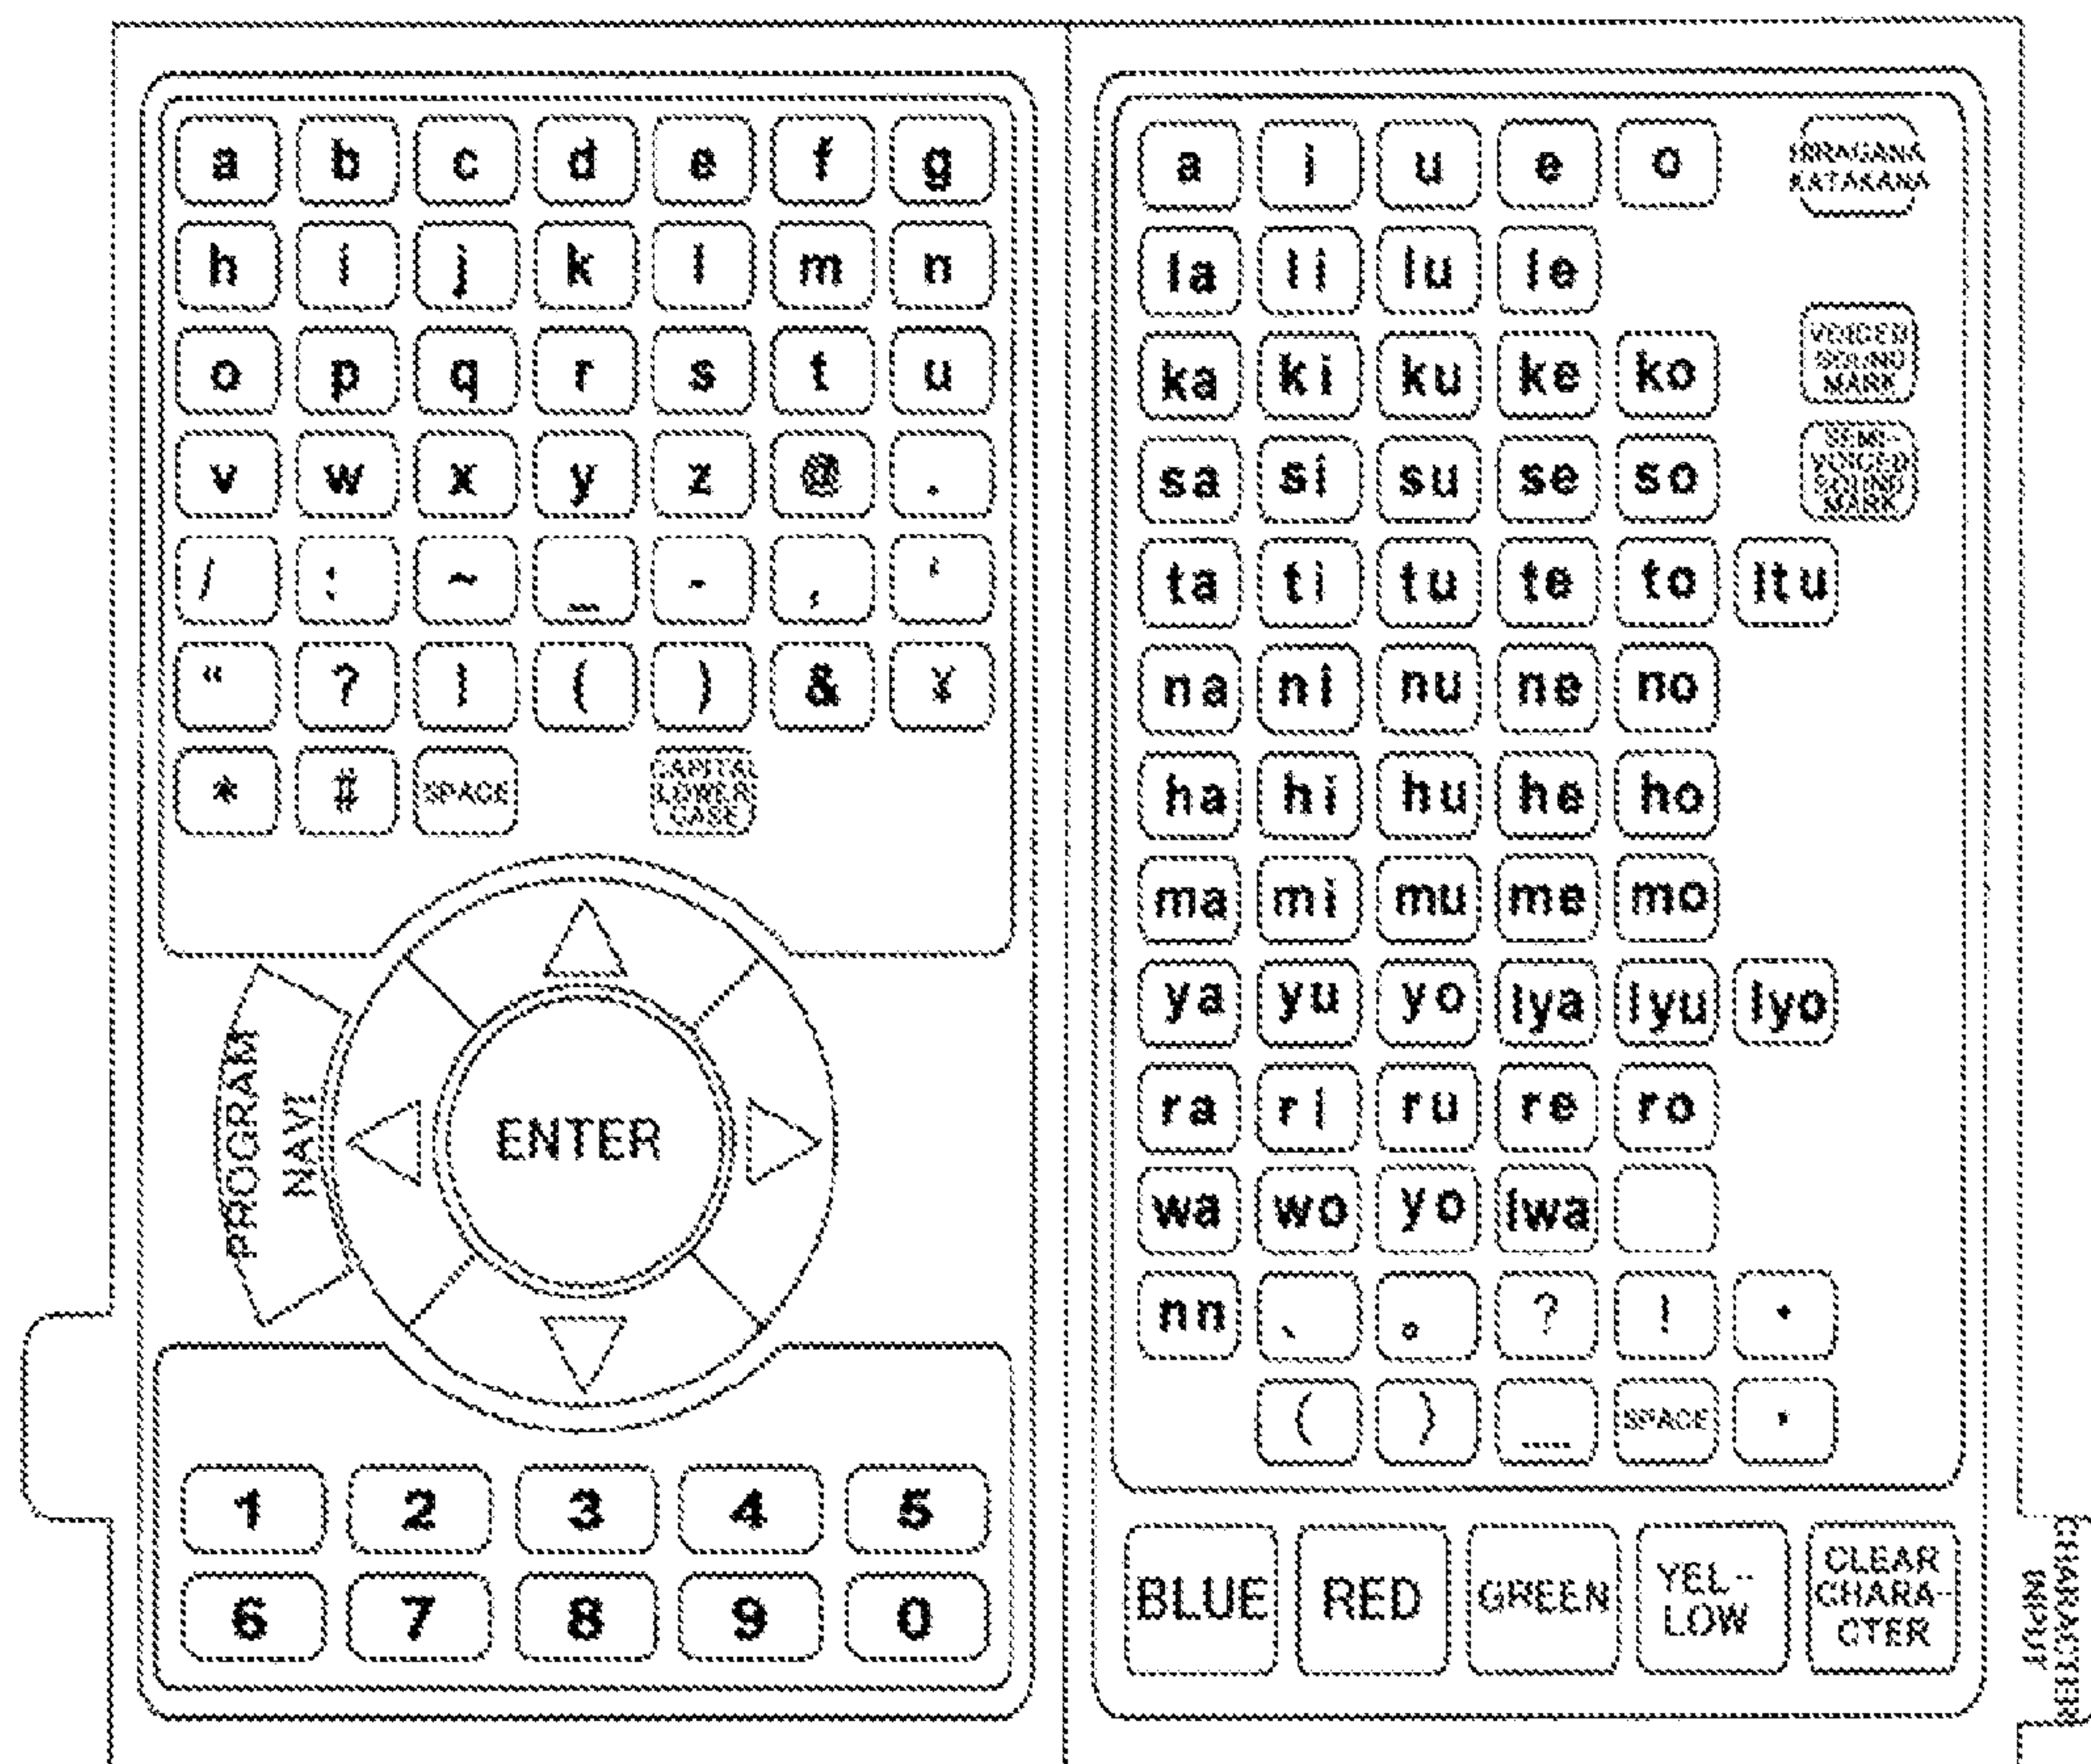 a b c d e f g
h i j k l m n
o p q r s t u
v w x y z @ .
/ : ~ _ - , '
“ ? ! ( ) & ¥
* # SPACE CAPITAL
LOWER
CASE
PROGRAM
NAVI
ENTER
1 2 3 4 5
6 7 8 9 0
a i u e o
HIRAGANA
KATAKANA
la li lu le
ka ki ku ke ko
VOICED
SOUND
MARK
sa si su se so
SEMI-
VOICED
SOUND
MARK
ta ti tu te to ltu
na ni nu ne no
ha hi hu he ho
ma mi mu me mo
ya yu yo lya lyu lyo
ra ri ru re ro
wa wo yo lwa
nn 、 。 ? ! ・
( ) _ SPACE ・
BLUE RED GREEN
YEL-
LOW
CLEAR
CHARA-
CTER
CHARACTER
INPUT